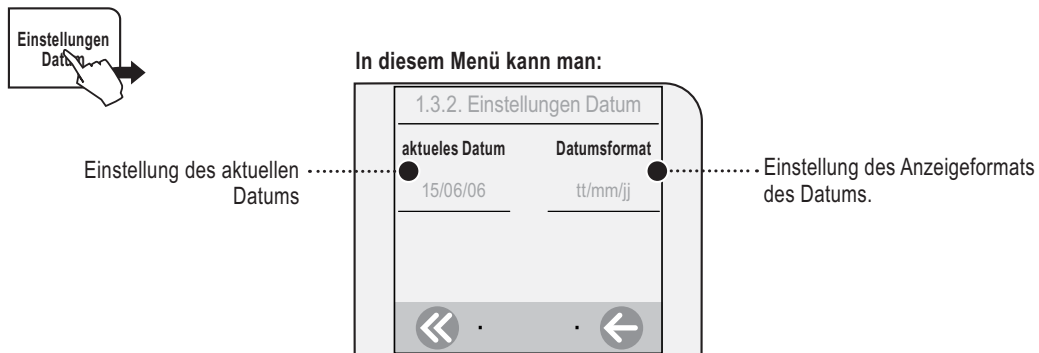 Einstellungen
Datum
In diesem Menü kann man:
1.3.2. Einstellungen Datum
aktueles Datum
Datumsformat
15/06/06
tt/mm/jj
Einstellung des aktuellen
Datums
Einstellung des Anzeigeformats
des Datums.